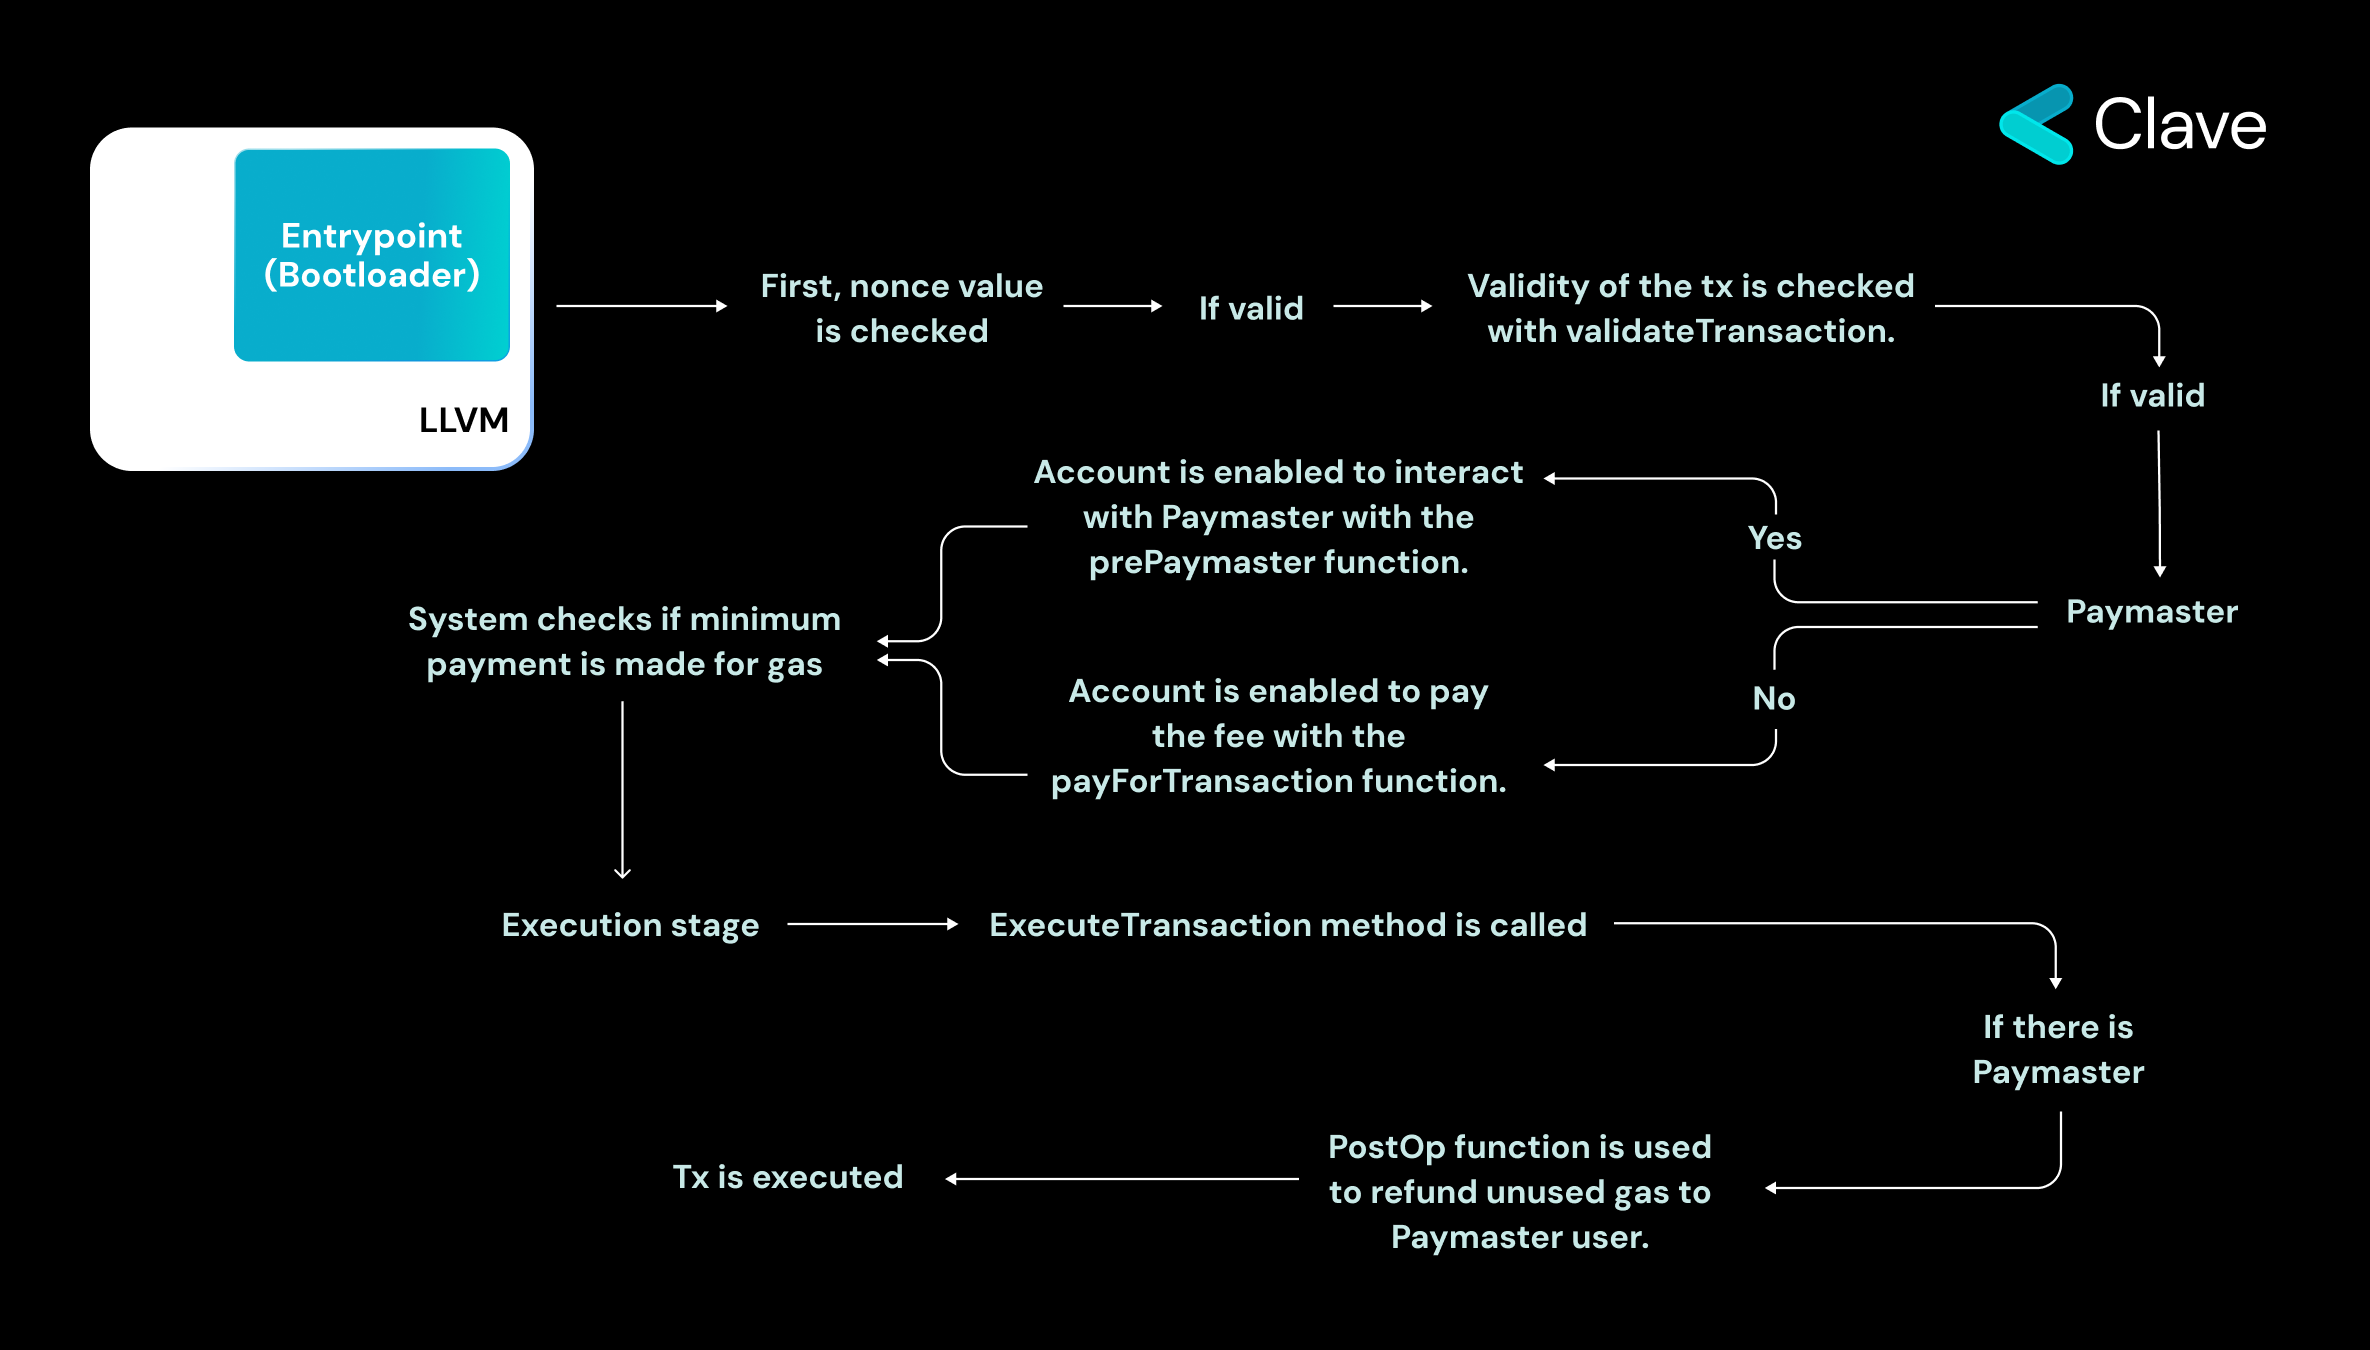 Clave
Entrypoint
(Bootloader)
LLVM
First, nonce value
is checked
If valid
Validity of the tx is checked
with validateTransaction.
If valid
Paymaster
Yes
Account is enabled to interact
with Paymaster with the
prePaymaster function.
No
Account is enabled to pay
the fee with the
payForTransaction function.
System checks if minimum
payment is made for gas
Execution stage
ExecuteTransaction method is called
If there is
Paymaster
PostOp function is used
to refund unused gas to
Paymaster user.
Tx is executed